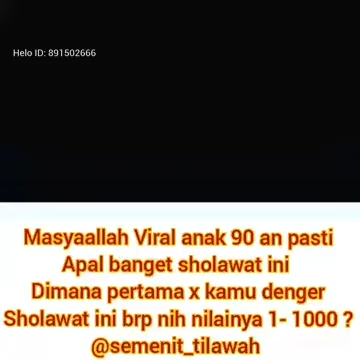 Helo ID: 891502666
Masyaallah Viral anak 90 an pasti
Apal banget sholawat ini
Dimana pertama x kamu denger
Sholawat ini brp nih nilainya 1- 1000 ?
@semenit_tilawah